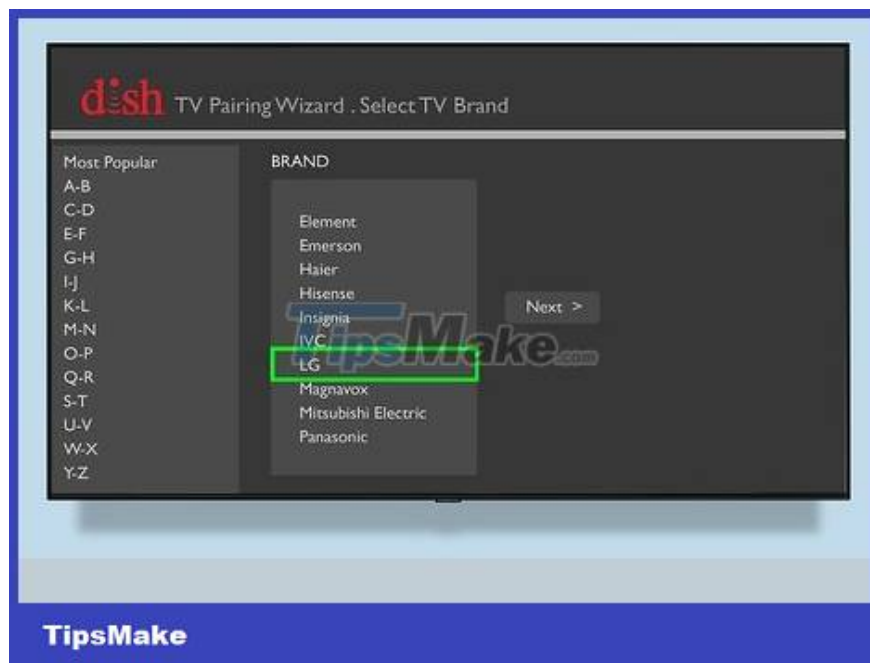 dish TV Pairing Wizard . Select TV Brand
Most Popular
A-B
C-D
E-F
G-H
I-J
K-L
M-N
O-P
Q-R
S-T
U-V
W-X
Y-Z
BRAND
Element
Emerson
Haier
Hisense
Insignia
IVC
LG
Magnavox
Mitsubishi Electric
Panasonic
Next >
TipsMake.com
TipsMake